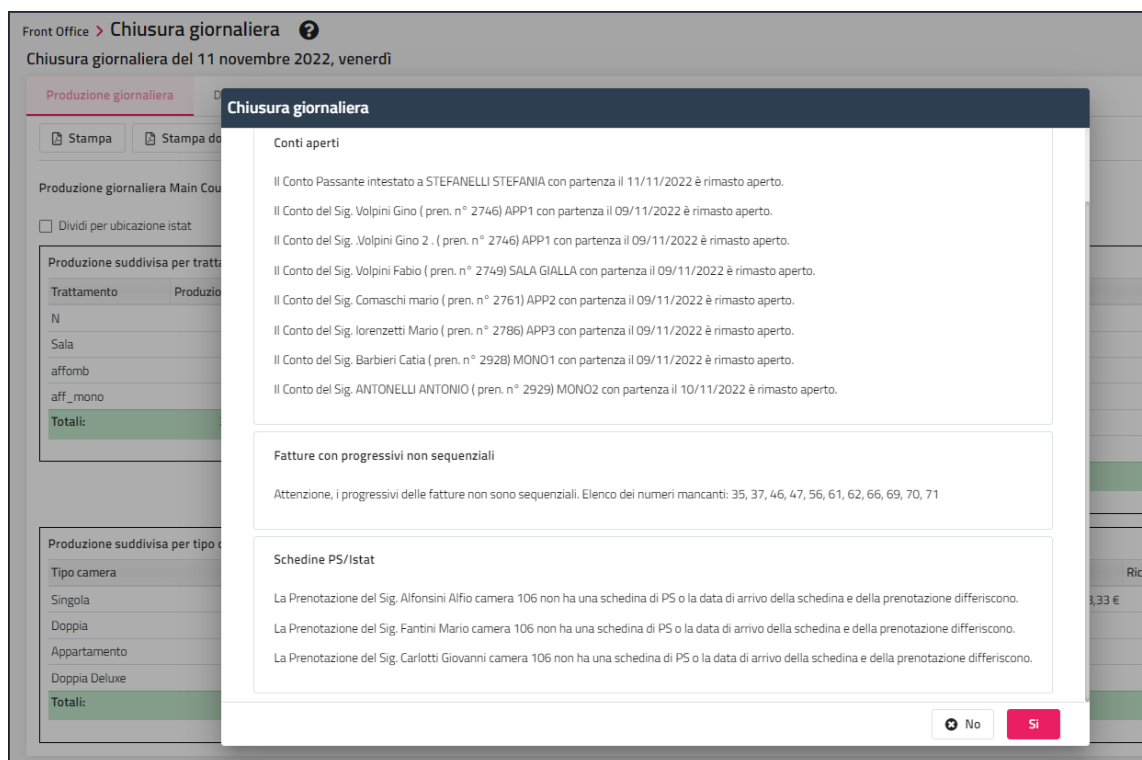 Front Office > Chiusura giornaliera
Chiusura giornaliera del 11 novembre 2022, venerdì
Produzione giornaliera
Chiusura giornaliera
Stampa Stampa do
Produzione giornaliera Main Cou
Dividi per ubicazione istat
Produzione suddivisa per tratta
Trattamento Produzio
N
Sala
affomb
aff_mono
Totali:
Produzione suddivisa per tipo
Tipo camera Ric
Singola 3,33 €
Doppia
Appartamento
Doppia Deluxe
Totali:
Conti aperti
Il Conto Passante intestato a STEFANELLI STEFANIA con partenza il 11/11/2022 è rimasto aperto.
Il Conto del Sig. Volpini Gino ( pren. n° 2746) APP1 con partenza il 09/11/2022 è rimasto aperto.
Il Conto del Sig. .Volpini Gino 2 . ( pren. n° 2746) APP1 con partenza il 09/11/2022 è rimasto aperto.
Il Conto del Sig. Volpini Fabio ( pren. n° 2749) SALA GIALLA con partenza il 09/11/2022 è rimasto aperto.
Il Conto del Sig. Comaschi mario ( pren. n° 2761) APP2 con partenza il 09/11/2022 è rimasto aperto.
Il Conto del Sig. lorenzetti Mario ( pren. n° 2786) APP3 con partenza il 09/11/2022 è rimasto aperto.
Il Conto del Sig. Barbieri Catia ( pren. n° 2928) MONO1 con partenza il 09/11/2022 è rimasto aperto.
Il Conto del Sig. ANTONELLI ANTONIO ( pren. n° 2929) MONO2 con partenza il 10/11/2022 è rimasto aperto.
Fatture con progressivi non sequenziali
Attenzione, i progressivi delle fatture non sono sequenziali. Elenco dei numeri mancanti: 35, 37, 46, 47, 56, 61, 62, 66, 69, 70, 71
Schedine PS/Istat
La Prenotazione del Sig. Alfonsini Alfio camera 106 non ha una schedina di PS o la data di arrivo della schedina e della prenotazione differiscono.
La Prenotazione del Sig. Fantini Mario camera 106 non ha una schedina di PS o la data di arrivo della schedina e della prenotazione differiscono.
La Prenotazione del Sig. Carlotti Giovanni camera 106 non ha una schedina di PS o la data di arrivo della schedina e della prenotazione differiscono.
No Si